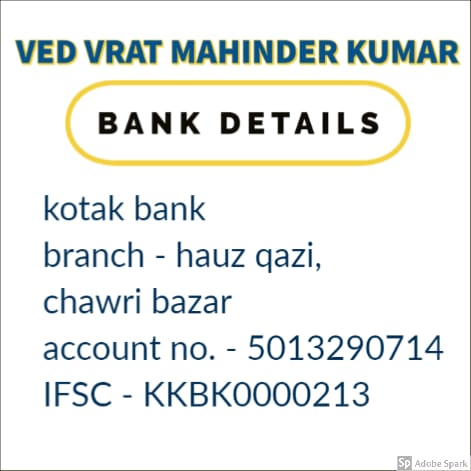 VED VRAT MAHINDER KUMAR
BANK DETAILS
kotak bank
branch - hauz qazi,
chawri bazar
account no. - 5013290714
IFSC - KKBK0000213
Sp Adobe Spark